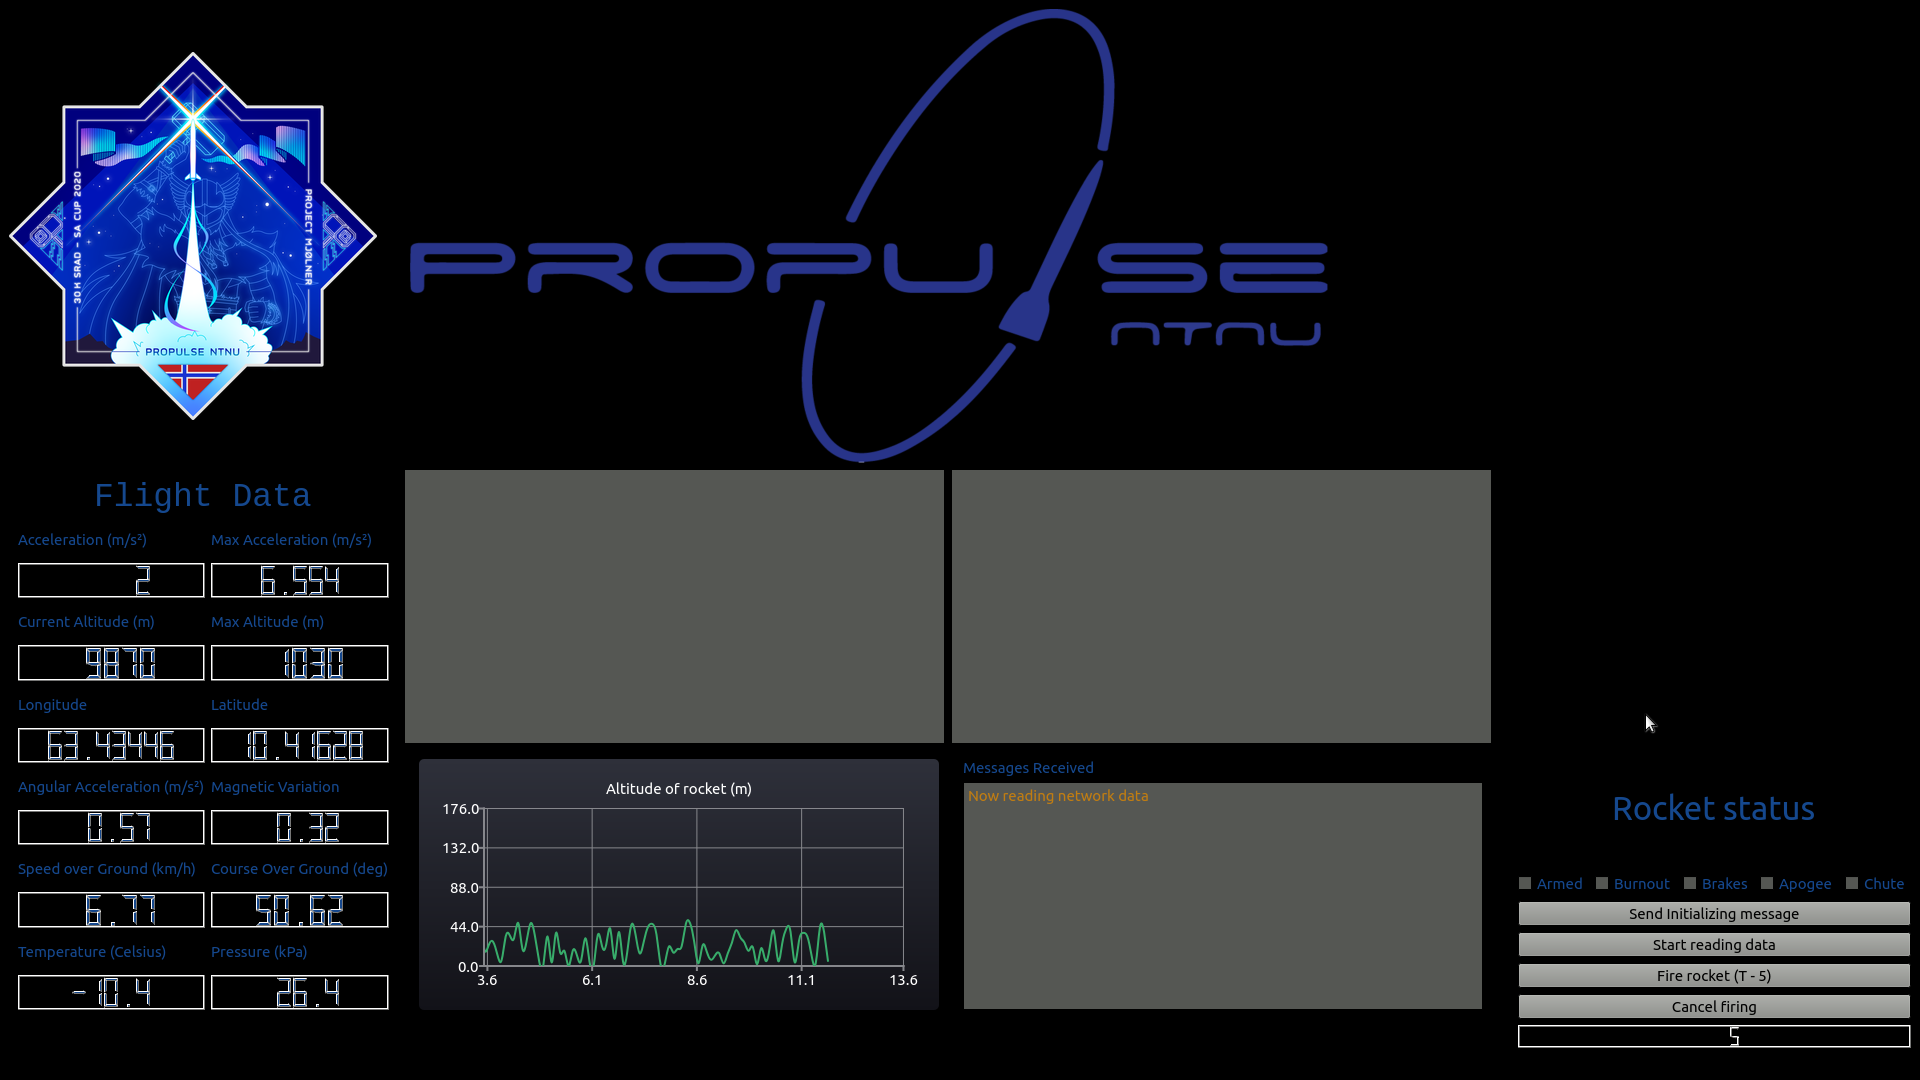 30 M SRAD – SA CUP 2020
PROJECT MJØLNER
PROPULSE NTNU
PROPULSE
NTNU
Flight Data
Acceleration (m/s²) Max Acceleration (m/s²)
2 6.554
Current Altitude (m) Max Altitude (m)
9870 1030
Longitude Latitude
63.43446 10.41628
Angular Acceleration (m/s²) Magnetic Variation
0.57 0.32
Speed over Ground (km/h) Course Over Ground (deg)
6.77 50.62
Temperature (Celsius) Pressure (kPa)
-10.4 26.4
Altitude of rocket (m)
176.0
132.0
88.0
44.0
0.0
3.6 6.1 8.6 11.1 13.6
Messages Received
Now reading network data
Rocket status
Armed Burnout Brakes Apogee Chute
Send Initializing message
Start reading data
Fire rocket (T - 5)
Cancel firing
5